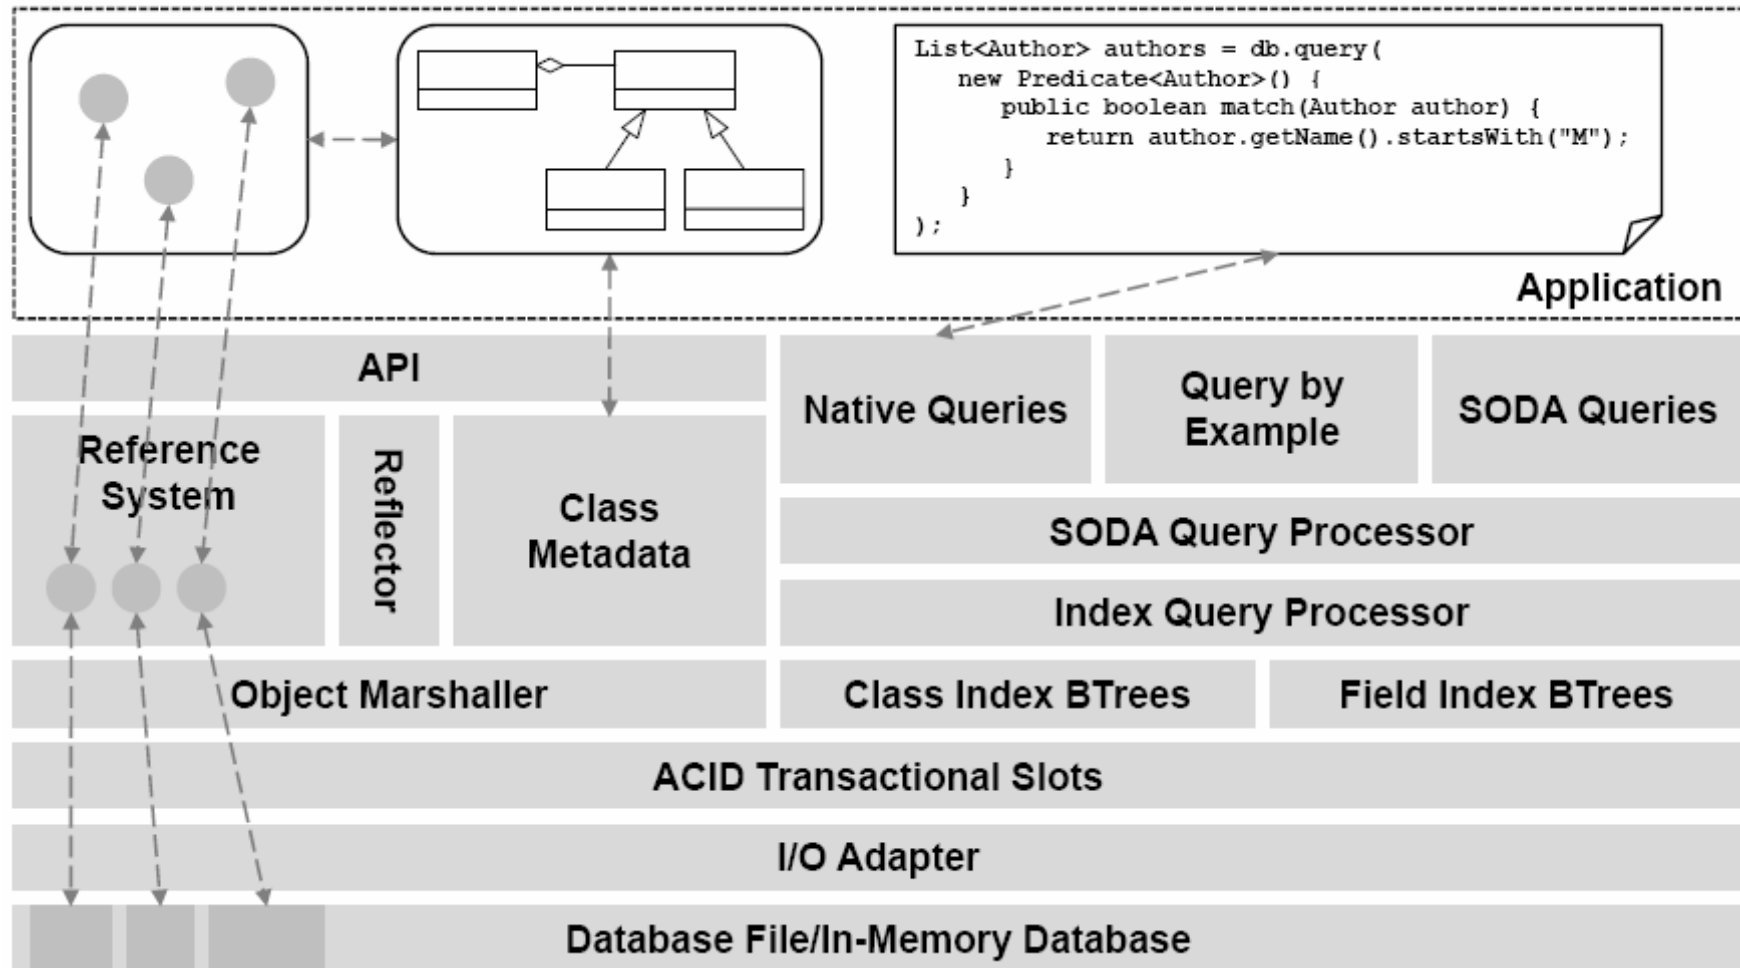 List<Author> authors = db.query(
new Predicate<Author>() {
public boolean match(Author author) {
return author.getName().startsWith("M");
}
}
);
Application
API
Native Queries
Query by
Example
SODA Queries
Reference
System
Reflector
Class
Metadata
SODA Query Processor
Index Query Processor
Object Marshaller
Class Index BTrees
Field Index BTrees
ACID Transactional Slots
I/O Adapter
Database File/In-Memory Database